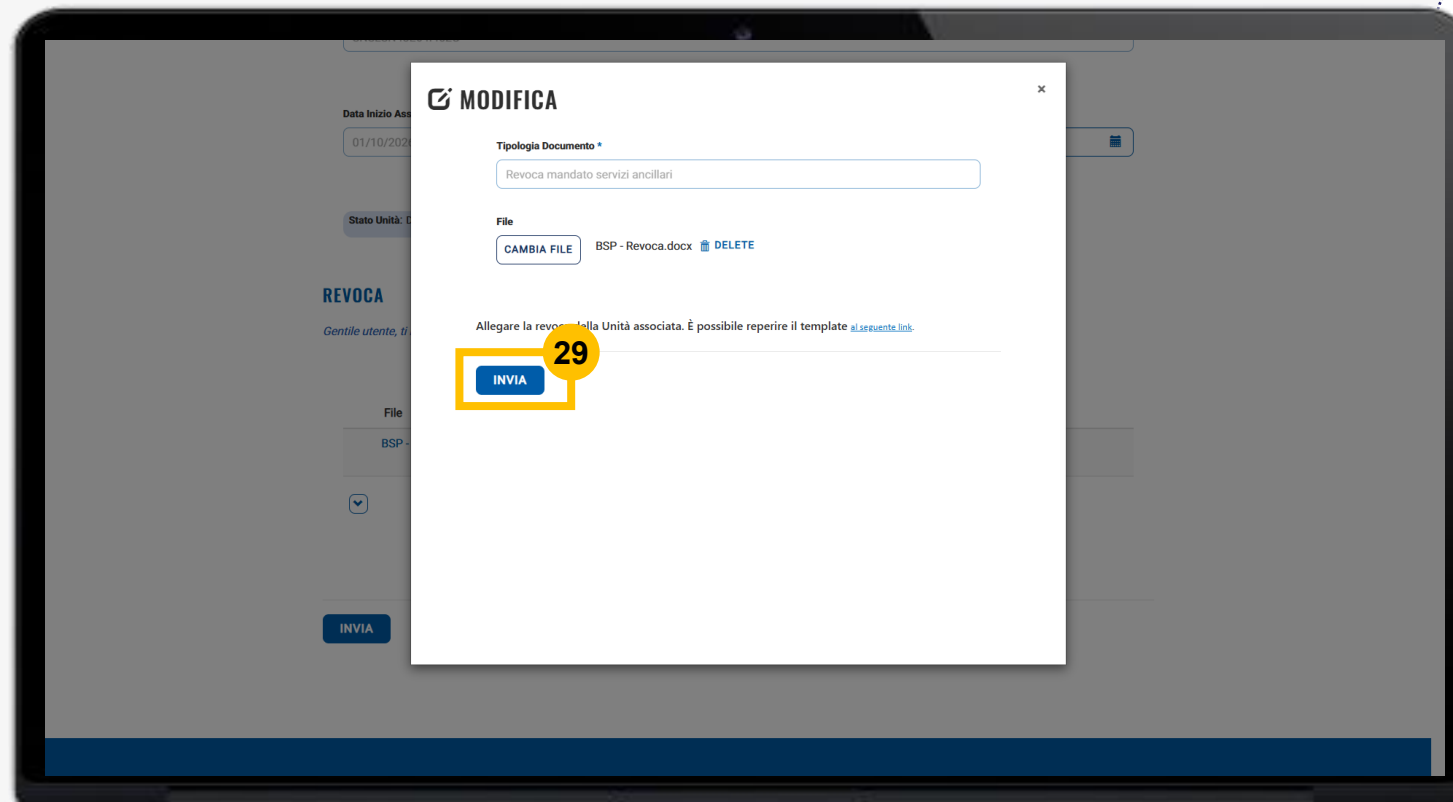 MODIFICA
×
Data Inizio Ass
01/10/202
Tipologia Documento *
Revoca mandato servizi ancillari
Stato Unità:
File
CAMBIA FILE
BSP - Revoca.docx
DELETE
REVOCA
Gentile utente, ti
Allegare la revoca della Unità associata. È possibile reperire il template al seguente link.
29
INVIA
File
BSP -
INVIA